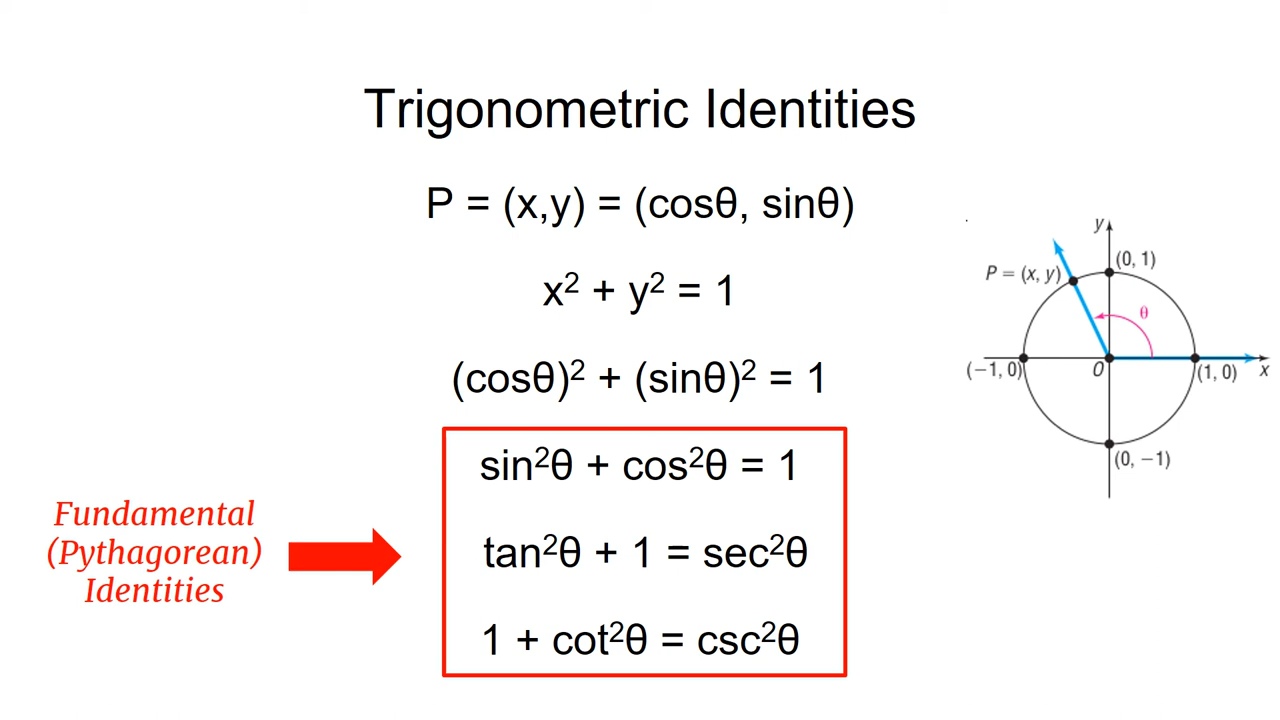 Trigonometric Identities
P = (x,y) = (cosθ, sinθ)
x² + y² = 1
(cosθ)² + (sinθ)² = 1
sin²θ + cos²θ = 1
tan²θ + 1 = sec²θ
1 + cot²θ = csc²θ
Fundamental
(Pythagorean)
Identities
y
(0, 1)
P = (x, y)
θ
(−1, 0)
O
(1, 0)
x
(0, −1)